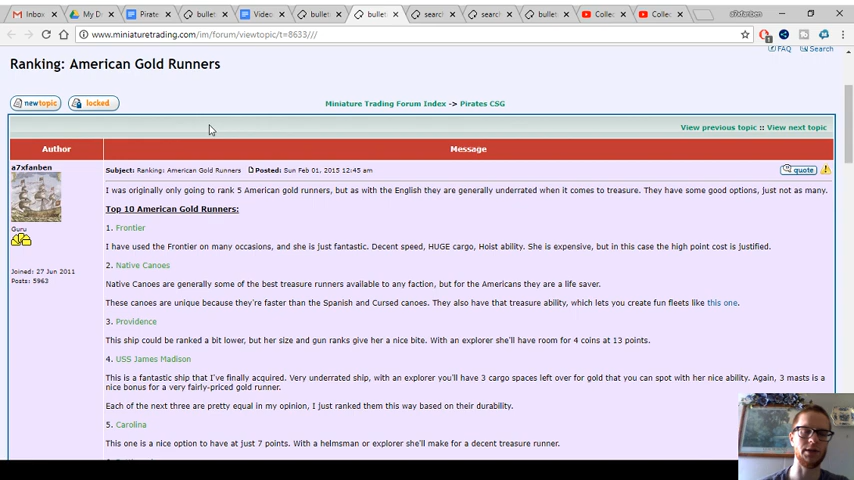 Inbox
My D
Pirate
bullet
Video
bullet
bullet
search
search
bullet
Collec
Collec
a7xfanben
www.miniaturetrading.com/im/forum/viewtopic/t=8633///
FAQ Search
Ranking: American Gold Runners
newtopic locked
Miniature Trading Forum Index -> Pirates CSG
View previous topic :: View next topic
Author Message
a7xfanben
Subject: Ranking: American Gold Runners Posted: Sun Feb 01, 2015 12:45 am
quote
I was originally only going to rank 5 American gold runners, but as with the English they are generally underrated when it comes to treasure. They have some good options, just not as many.
Top 10 American Gold Runners:
Guru
1. Frontier
I have used the Frontier on many occasions, and she is just fantastic. Decent speed, HUGE cargo, Hoist ability. She is expensive, but in this case the high point cost is justified.
2. Native Canoes
Joined: 27 Jun 2011
Posts: 5963
Native Canoes are generally some of the best treasure runners available to any faction, but for the Americans they are a life saver.
These canoes are unique because they're faster than the Spanish and Cursed canoes. They also have that treasure ability, which lets you create fun fleets like this one.
3. Providence
This ship could be ranked a bit lower, but her size and gun ranks give her a nice bite. With an explorer she'll have room for 4 coins at 13 points.
4. USS James Madison
This is a fantastic ship that I've finally acquired. Very underrated ship, with an explorer you'll have 3 cargo spaces left over for gold that you can spot with her nice ability. Again, 3 masts is a
nice bonus for a very fairly-priced gold runner.
Each of the next three are pretty equal in my opinion, I just ranked them this way based on their durability.
5. Carolina
This one is a nice option to have at just 7 points. With a helmsman or explorer she'll make for a decent treasure runner.